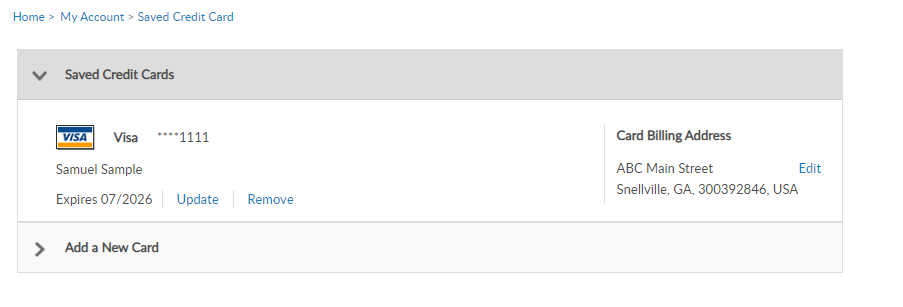 Home > My Account > Saved Credit Card
Saved Credit Cards
VISA Visa ****1111
Samuel Sample
Expires 07/2026 Update Remove
Card Billing Address
ABC Main Street Edit
Snellville, GA, 300392846, USA
Add a New Card